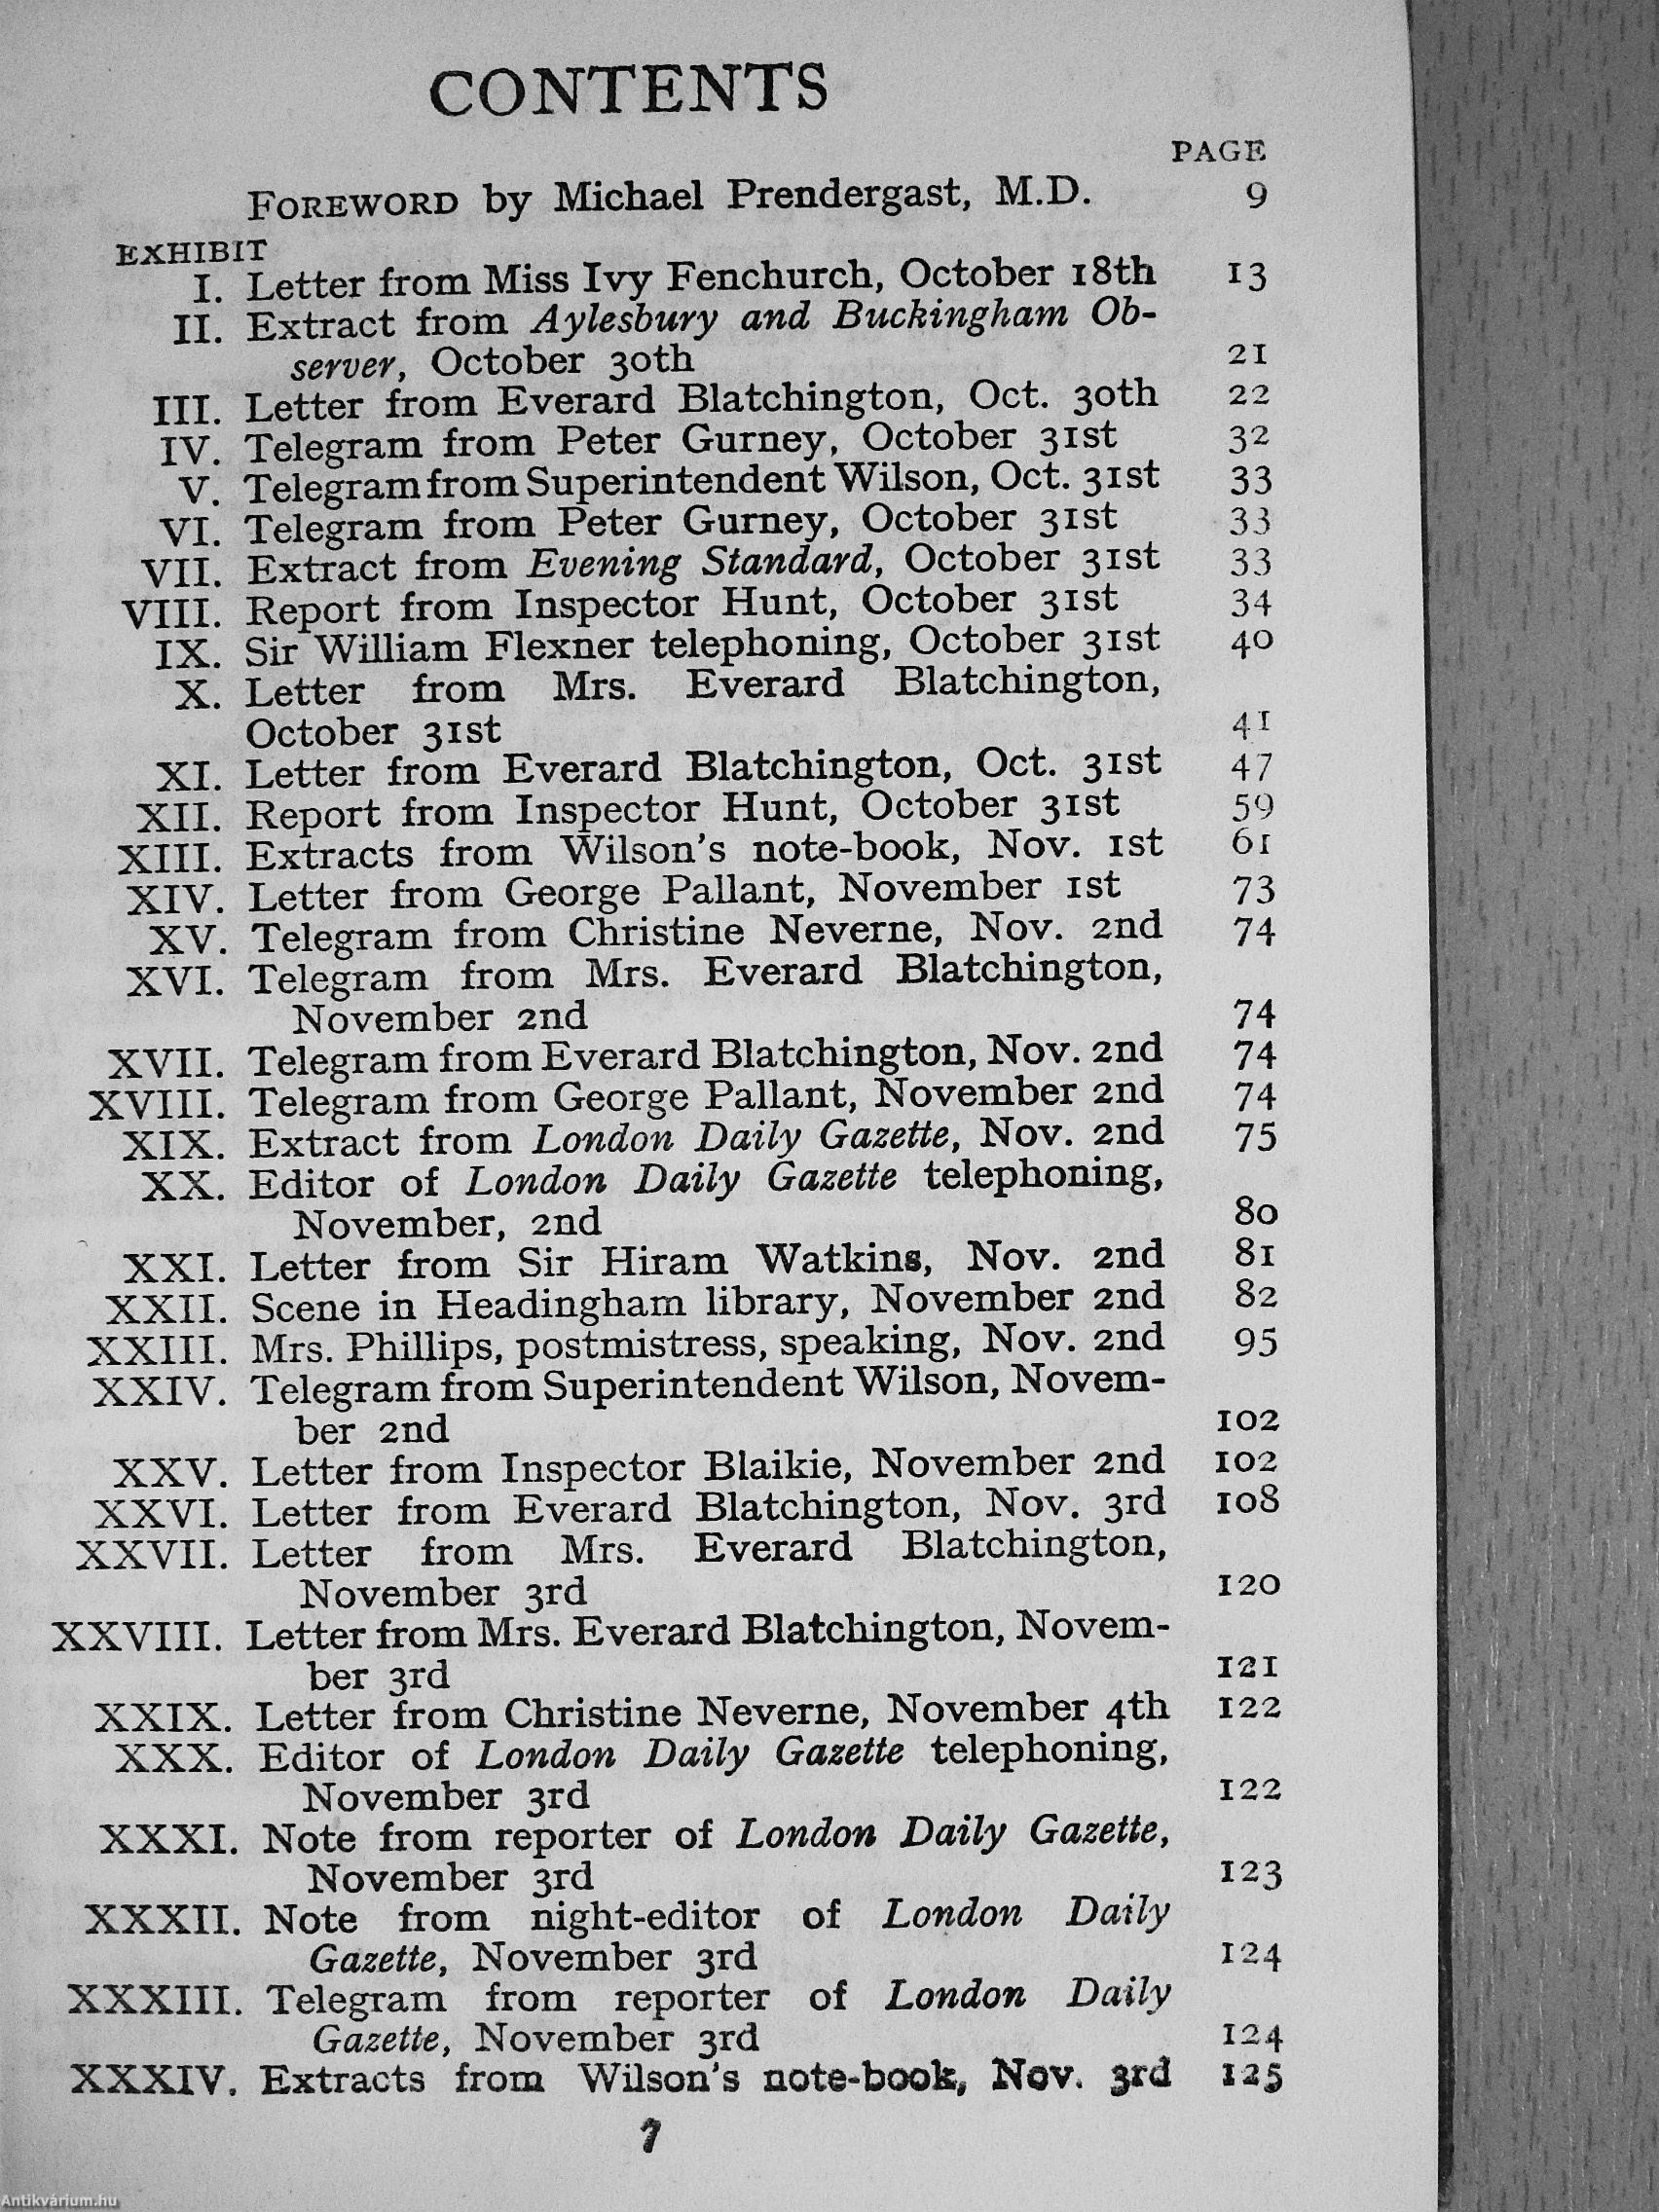 CONTENTS
PAGE
FOREWORD by Michael Prendergast, M.D. 9
EXHIBIT
I. Letter from Miss Ivy Fenchurch, October 18th 13
II. Extract from Aylesbury and Buckingham Ob-
server, October 30th 21
III. Letter from Everard Blatchington, Oct. 30th 22
IV. Telegram from Peter Gurney, October 31st 32
V. Telegram from Superintendent Wilson, Oct. 31st 33
VI. Telegram from Peter Gurney, October 31st 33
VII. Extract from Evening Standard, October 31st 33
VIII. Report from Inspector Hunt, October 31st 34
IX. Sir William Flexner telephoning, October 31st 40
X. Letter from Mrs. Everard Blatchington,
October 31st 41
XI. Letter from Everard Blatchington, Oct. 31st 47
XII. Report from Inspector Hunt, October 31st 59
XIII. Extracts from Wilson's note-book, Nov. 1st 61
XIV. Letter from George Pallant, November 1st 73
XV. Telegram from Christine Neverne, Nov. 2nd 74
XVI. Telegram from Mrs. Everard Blatchington,
November 2nd 74
XVII. Telegram from Everard Blatchington, Nov. 2nd 74
XVIII. Telegram from George Pallant, November 2nd 74
XIX. Extract from London Daily Gazette, Nov. 2nd 75
XX. Editor of London Daily Gazette telephoning,
November, 2nd 80
XXI. Letter from Sir Hiram Watkins, Nov. 2nd 81
XXII. Scene in Headingham library, November 2nd 82
XXIII. Mrs. Phillips, postmistress, speaking, Nov. 2nd 95
XXIV. Telegram from Superintendent Wilson, Novem-
ber 2nd 102
XXV. Letter from Inspector Blaikie, November 2nd 102
XXVI. Letter from Everard Blatchington, Nov. 3rd 108
XXVII. Letter from Mrs. Everard Blatchington,
November 3rd 120
XXVIII. Letter from Mrs. Everard Blatchington, Novem-
ber 3rd 121
XXIX. Letter from Christine Neverne, November 4th 122
XXX. Editor of London Daily Gazette telephoning,
November 3rd 122
XXXI. Note from reporter of London Daily Gazette,
November 3rd 123
XXXII. Note from night-editor of London Daily
Gazette, November 3rd 124
XXXIII. Telegram from reporter of London Daily
Gazette, November 3rd 124
XXXIV. Extracts from Wilson's note-book, Nov. 3rd 125
7
Antikvárium.hu